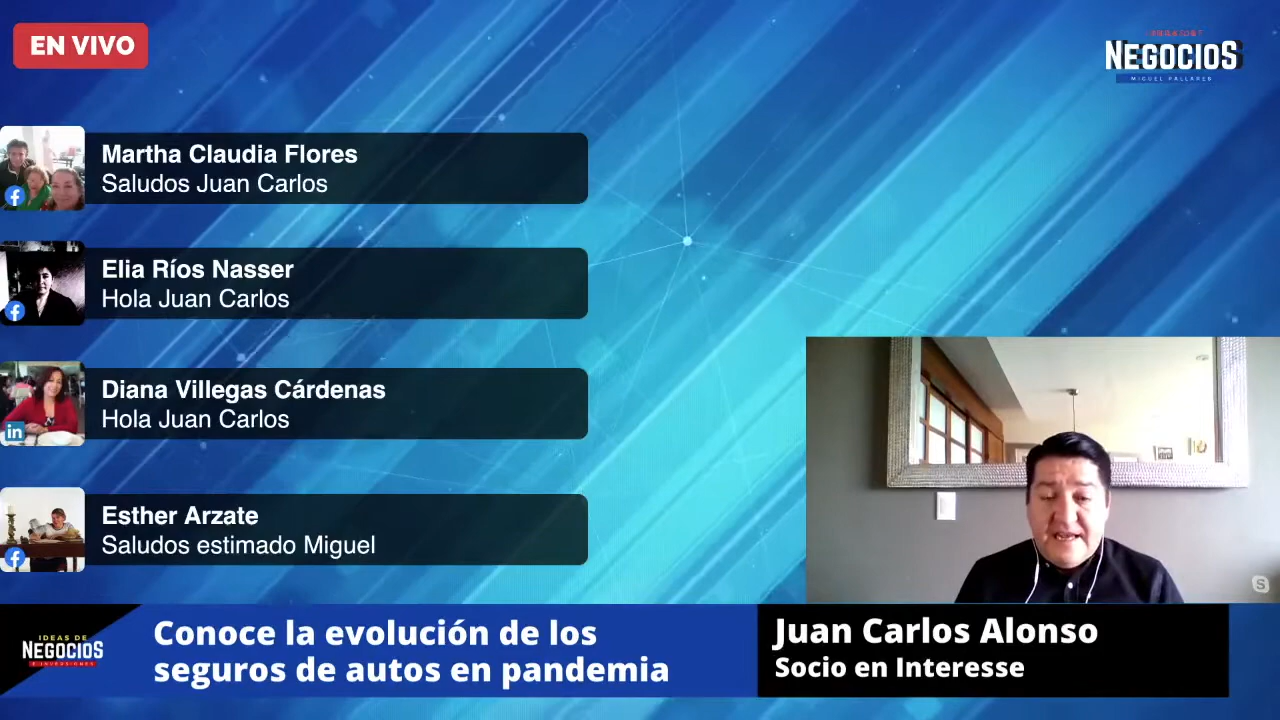 EN VIVO
NEGOCIOS
MIGUEL PALLARES
Martha Claudia Flores
Saludos Juan Carlos
Elia Ríos Nasser
Hola Juan Carlos
Diana Villegas Cárdenas
Hola Juan Carlos
in
Esther Arzate
Saludos estimado Miguel
IDEAS DE
NEGOCIOS
E INVERSIONES
Conoce la evolución de los
seguros de autos en pandemia
Juan Carlos Alonso
Socio en Interesse